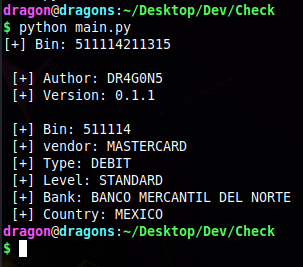 dragon@dragons:~/Desktop/Dev/Check
$ python main.py
[+] Bin: 511114211315
[+] Author: DR4G0N5
[+] Version: 0.1.1
[+] Bin: 511114
[+] vendor: MASTERCARD
[+] Type: DEBIT
[+] Level: STANDARD
[+] Bank: BANCO MERCANTIL DEL NORTE
[+] Country: MEXICO
dragon@dragons:~/Desktop/Dev/Check
$